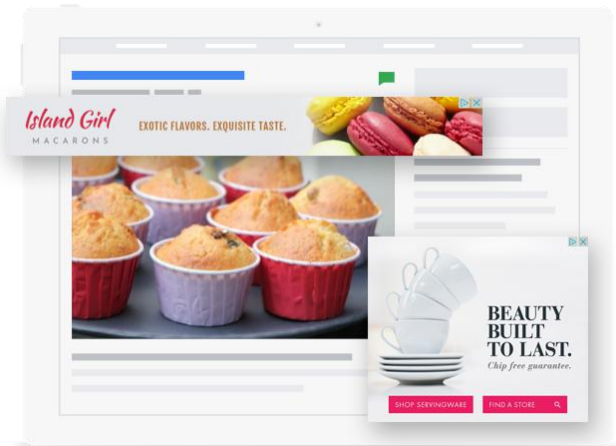 Island Girl
MACARONS
EXOTIC FLAVORS. EXQUISITE TASTE.
BEAUTY
BUILT
TO LAST.
Chip free guarantee.
SHOP SERVINGWARE
FIND A STORE